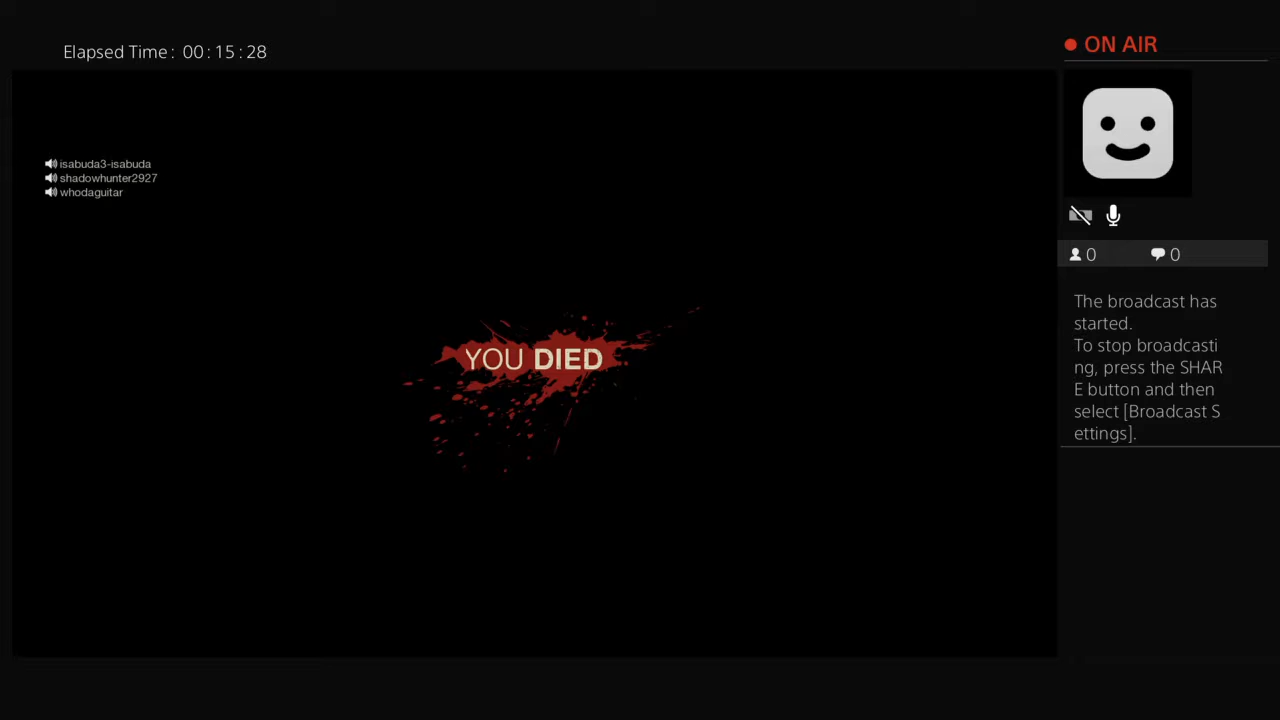 Elapsed Time: 00:15:28
ON AIR
isabuda3-isabuda
shadowhunter2927
whodaguitar
0 0
YOU DIED
The broadcast has
started.
To stop broadcasti
ng, press the SHAR
E button and then
select [Broadcast S
ettings].